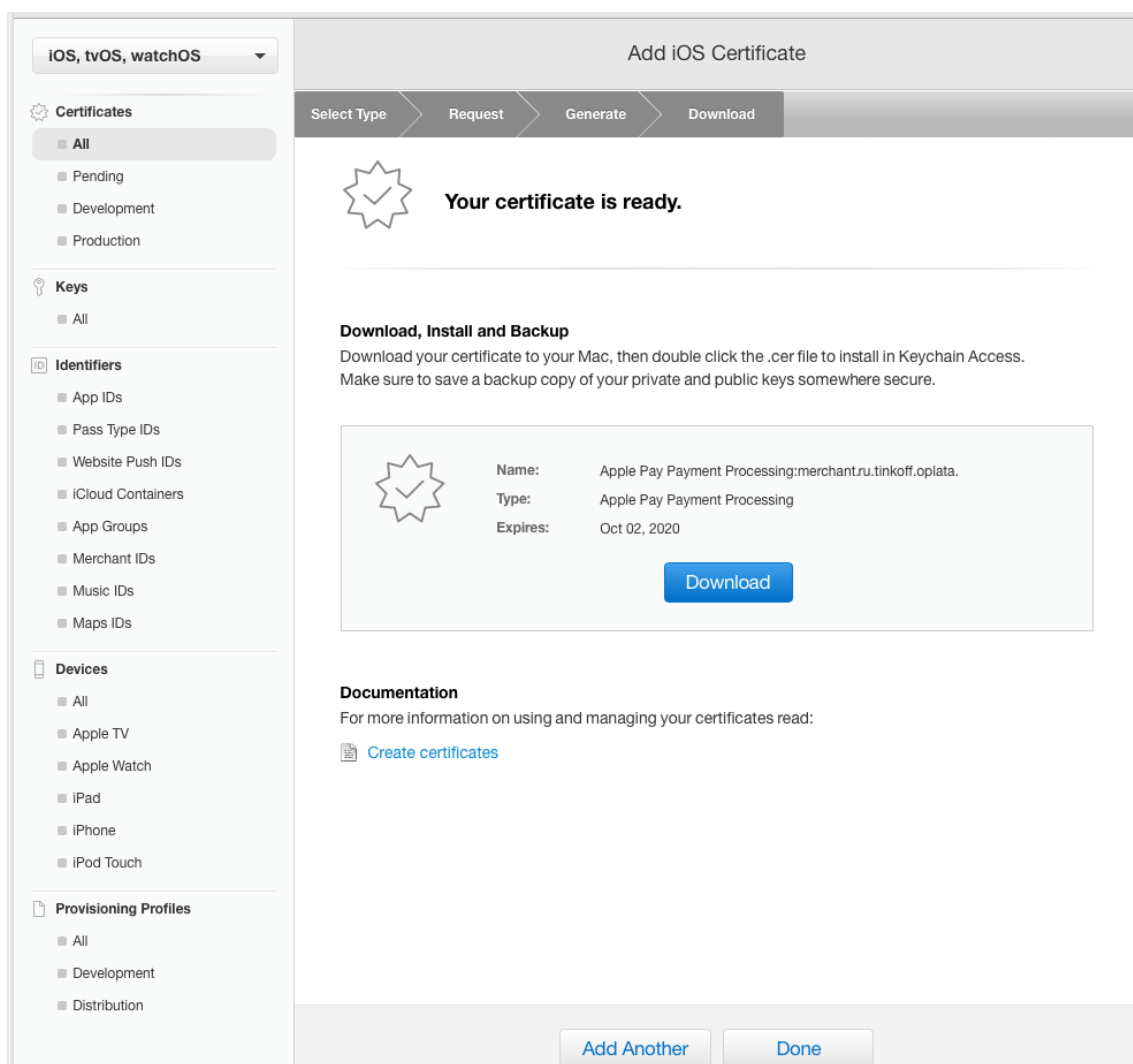 iOS, tvOS, watchOS
Certificates
All
Pending
Development
Production
Keys
All
ID
Identifiers
App IDs
Pass Type IDs
Website Push IDs
iCloud Containers
App Groups
Merchant IDs
Music IDs
Maps IDs
Devices
All
Apple TV
Apple Watch
iPad
iPhone
iPod Touch
Provisioning Profiles
All
Development
Distribution
Add iOS Certificate
Select Type
Request
Generate
Download
Your certificate is ready.
Download, Install and Backup
Download your certificate to your Mac, then double click the .cer file to install in Keychain Access.
Make sure to save a backup copy of your private and public keys somewhere secure.
Name: Apple Pay Payment Processing:merchant.ru.tinkoff.oplata.
Type: Apple Pay Payment Processing
Expires: Oct 02, 2020
Download
Documentation
For more information on using and managing your certificates read:
Create certificates
Add Another
Done